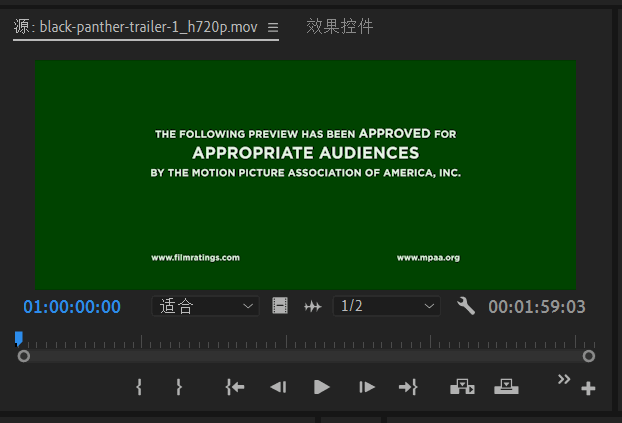 源: black-panther-trailer-1_h720p.mov
效果控件
THE FOLLOWING PREVIEW HAS BEEN APPROVED FOR
APPROPRIATE AUDIENCES
BY THE MOTION PICTURE ASSOCIATION OF AMERICA, INC.
www.filmratings.com
www.mpaa.org
01:00:00:00
适合
1/2
00:01:59:03